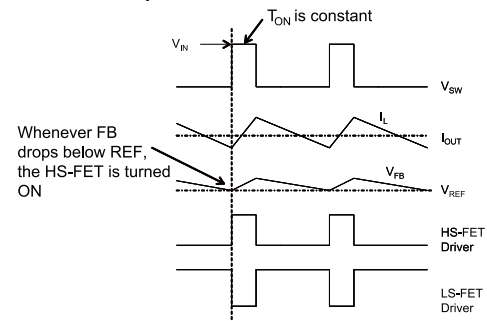 T_ON is constant
V_IN
V_SW
I_L
I_OUT
Whenever FB
drops below REF,
the HS-FET is turned
ON
V_FB
V_REF
HS-FET
Driver
LS-FET
Driver